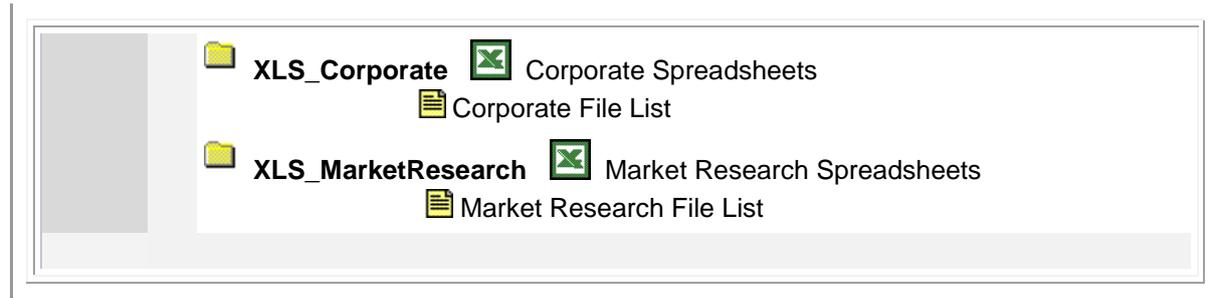 XLS_Corporate Corporate Spreadsheets
Corporate File List
XLS_MarketResearch Market Research Spreadsheets
Market Research File List